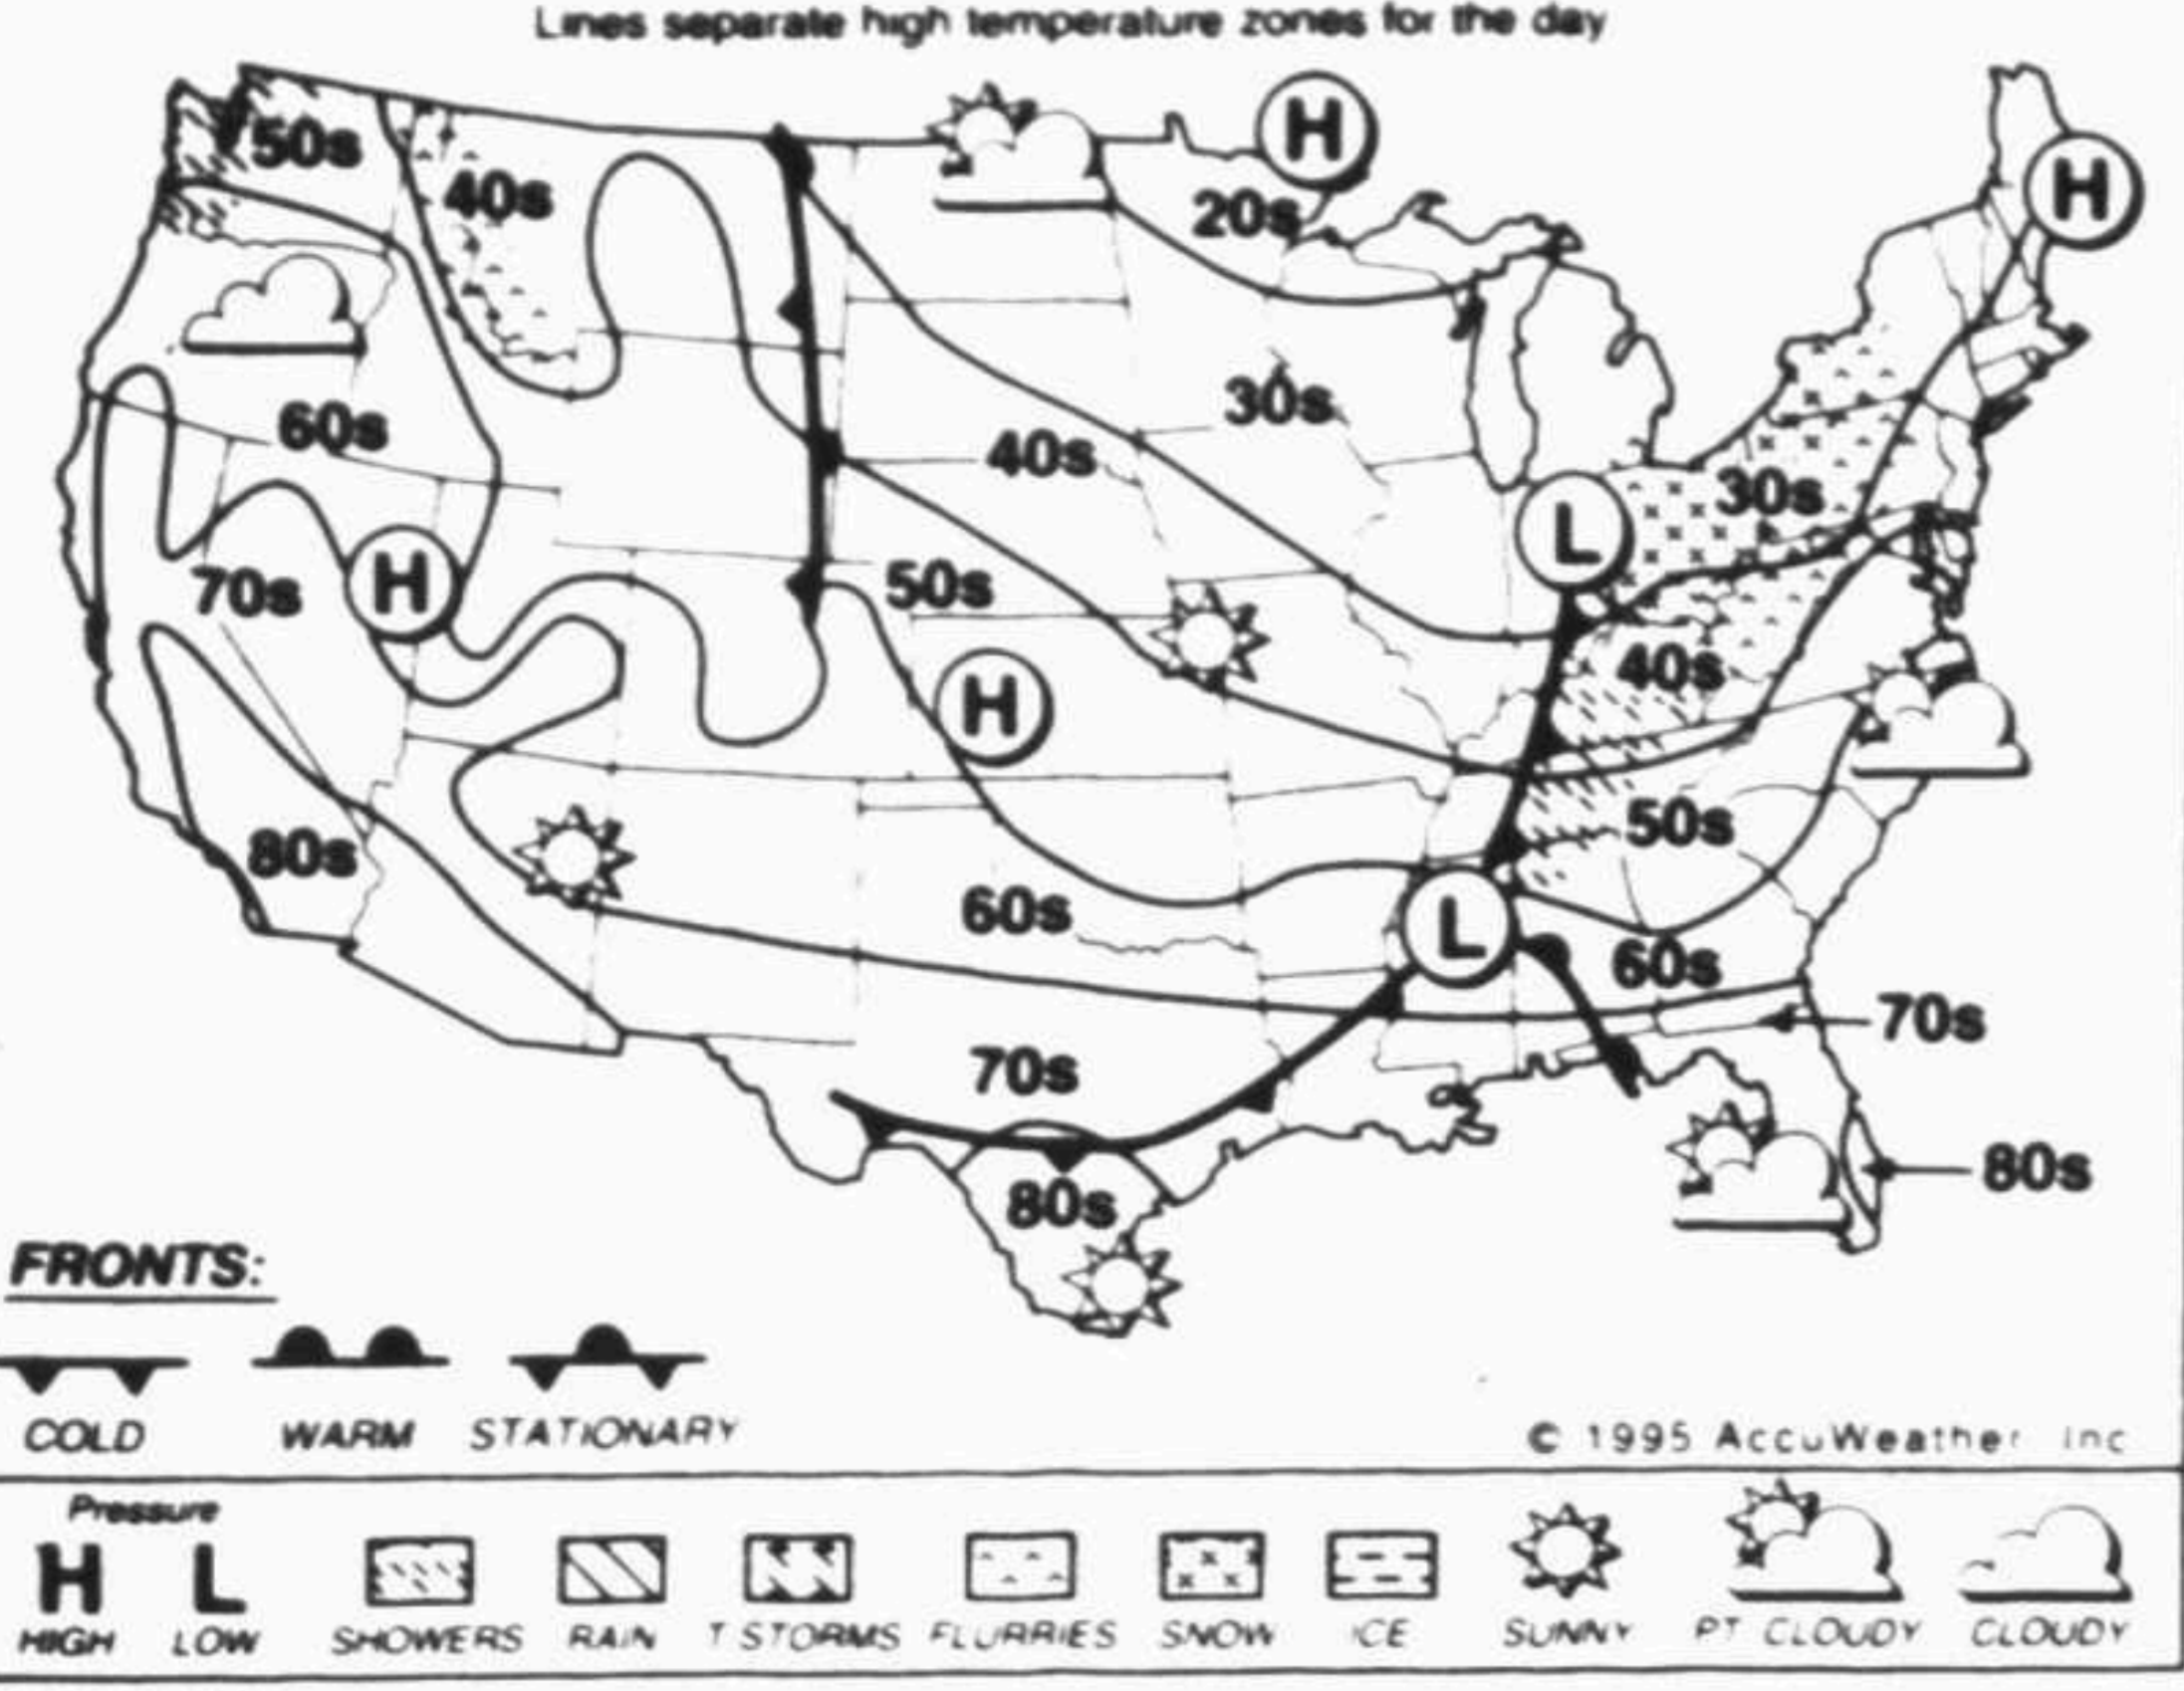 Lines separate high temperature zones for the day
H
50s
H
40s
20s
30s
60s
40s
30s
L
70s
H
50s
40s
H
50s
80s
60s
L
60s
70s
70s
80s
80s
FRONTS:
COLD WARM STATIONARY
© 1995 AccuWeather Inc
Pressure
H L
HIGH LOW SHOWERS RAIN T STORMS FLURRIES SNOW ICE SUNNY PT CLOUDY CLOUDY